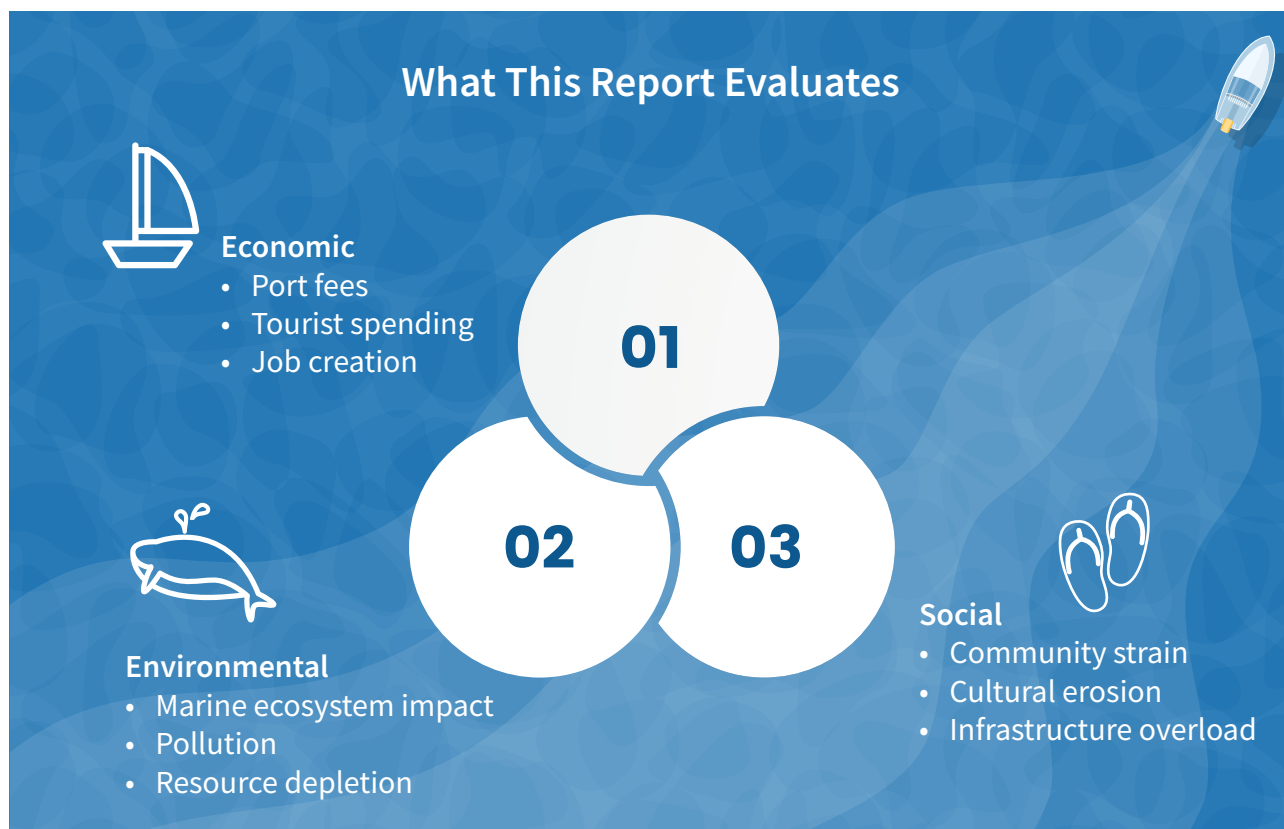 What This Report Evaluates
Economic
• Port fees
• Tourist spending
• Job creation
01
02
03
Environmental
• Marine ecosystem impact
• Pollution
• Resource depletion
Social
• Community strain
• Cultural erosion
• Infrastructure overload